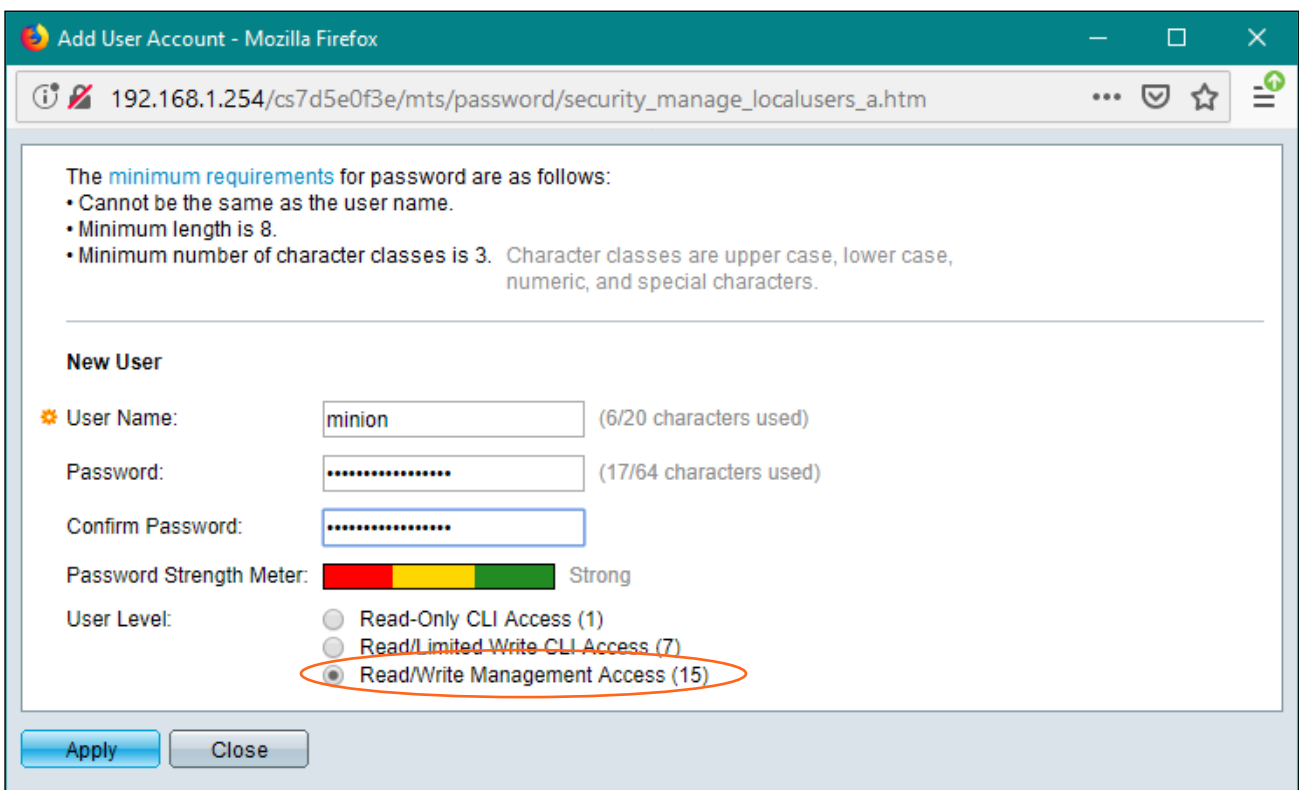 Add User Account - Mozilla Firefox
192.168.1.254/cs7d5e0f3e/mts/password/security_manage_localusers_a.htm
The minimum requirements for password are as follows:
• Cannot be the same as the user name.
• Minimum length is 8.
• Minimum number of character classes is 3. Character classes are upper case, lower case,
numeric, and special characters.
New User
User Name: minion (6/20 characters used)
Password: ••••••••••••••••• (17/64 characters used)
Confirm Password: •••••••••••••••••
Password Strength Meter: Strong
User Level: Read-Only CLI Access (1)
Read/Limited Write CLI Access (7)
Read/Write Management Access (15)
Apply Close